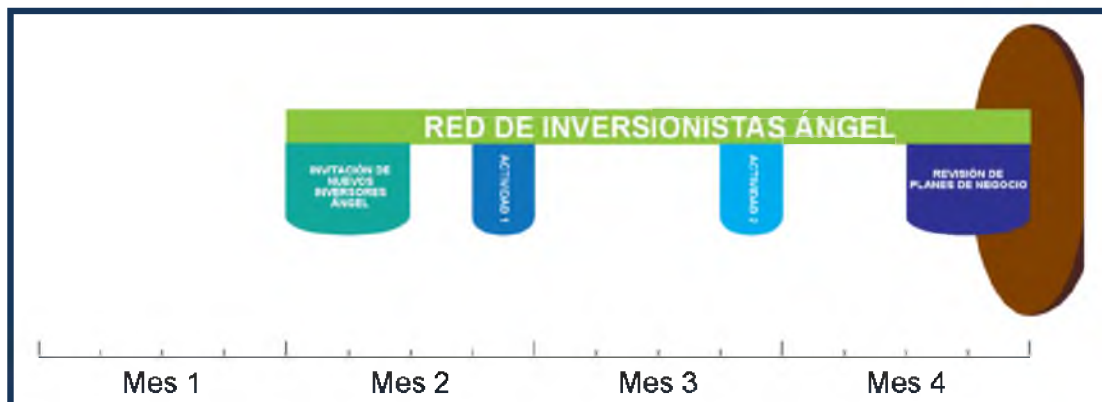 RED DE INVERSIONISTAS ÁNGEL
INVITACIÓN DE
NUEVOS
INVERSORES
ÁNGEL
ACTIVIDAD 1
ACTIVIDAD 2
REVISIÓN DE
PLANES DE NEGOCIO
Mes 1
Mes 2
Mes 3
Mes 4